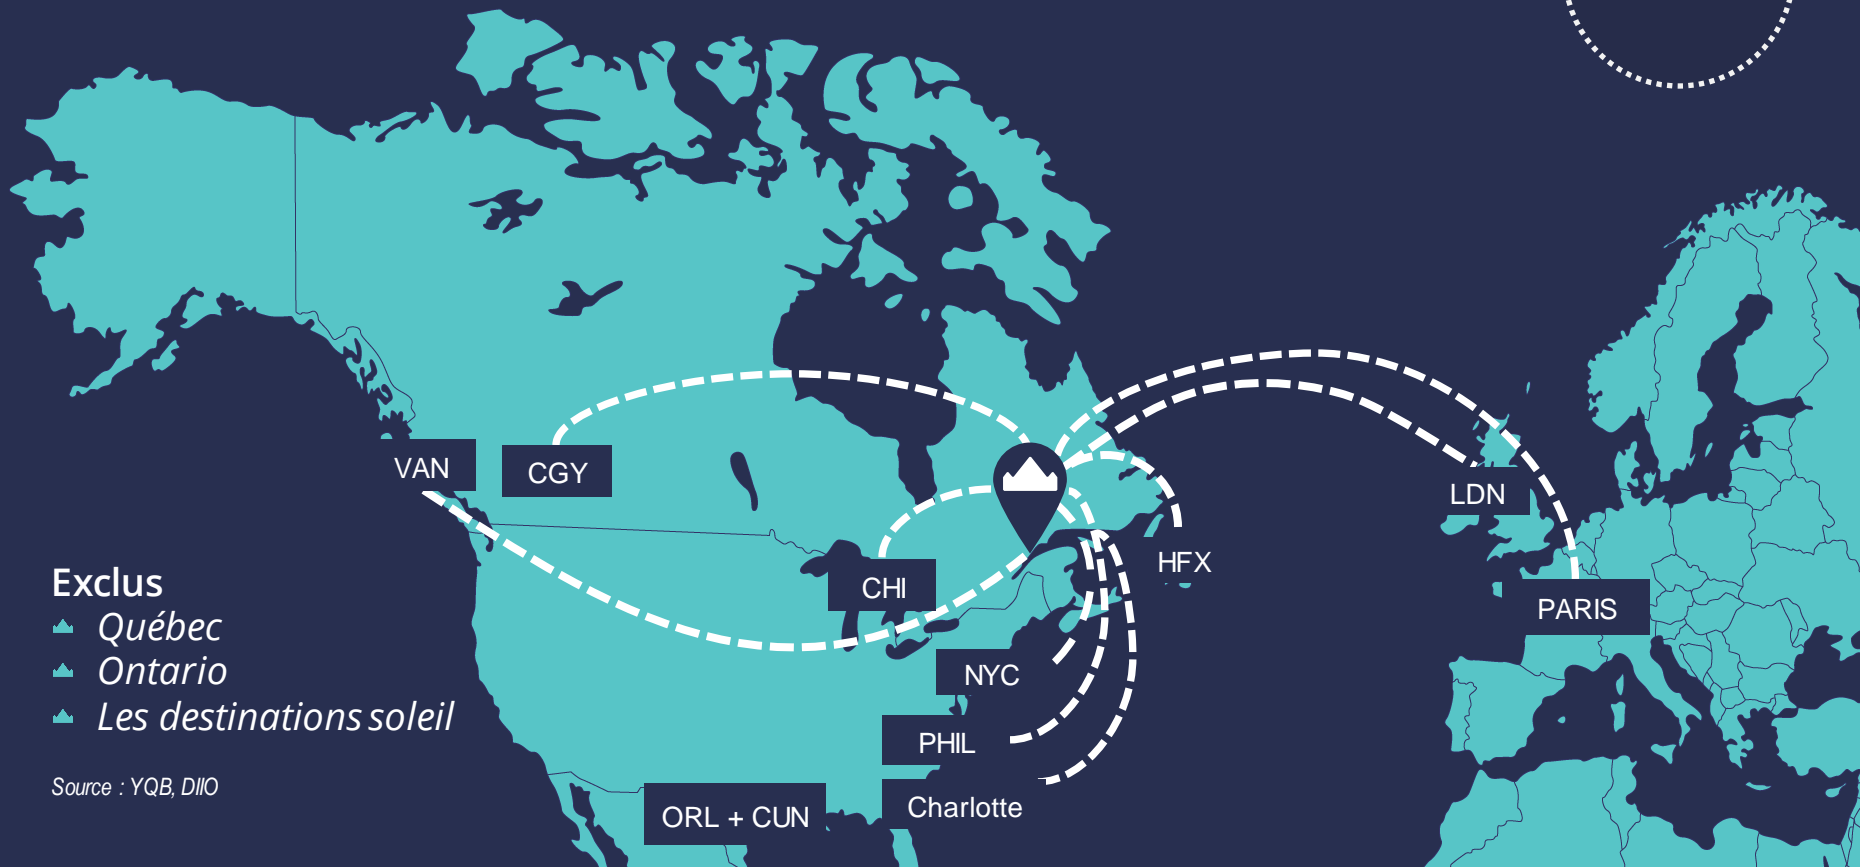 VAN
CGY
LDN
HFX
CHI
PARIS
NYC
PHIL
Charlotte
ORL + CUN
Exclus
Québec
Ontario
Les destinations soleil
Source : YQB, DIIO